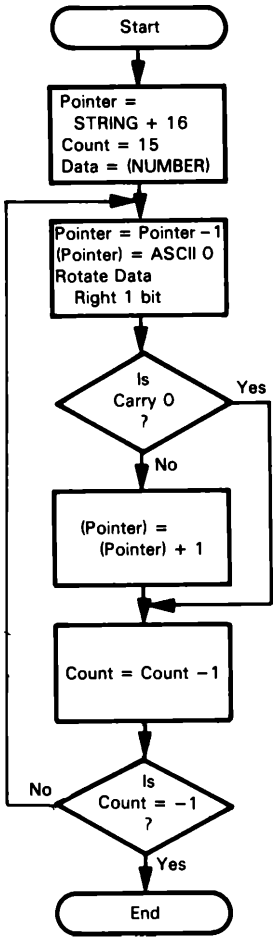 Start
Pointer =
STRING + 16
Count = 15
Data = (NUMBER)
Pointer = Pointer -1
(Pointer) = ASCII 0
Rotate Data
Right 1 bit
Is
Carry 0
?
Yes
No
(Pointer) =
(Pointer) + 1
Count = Count -1
Is
Count = -1
?
No
Yes
End